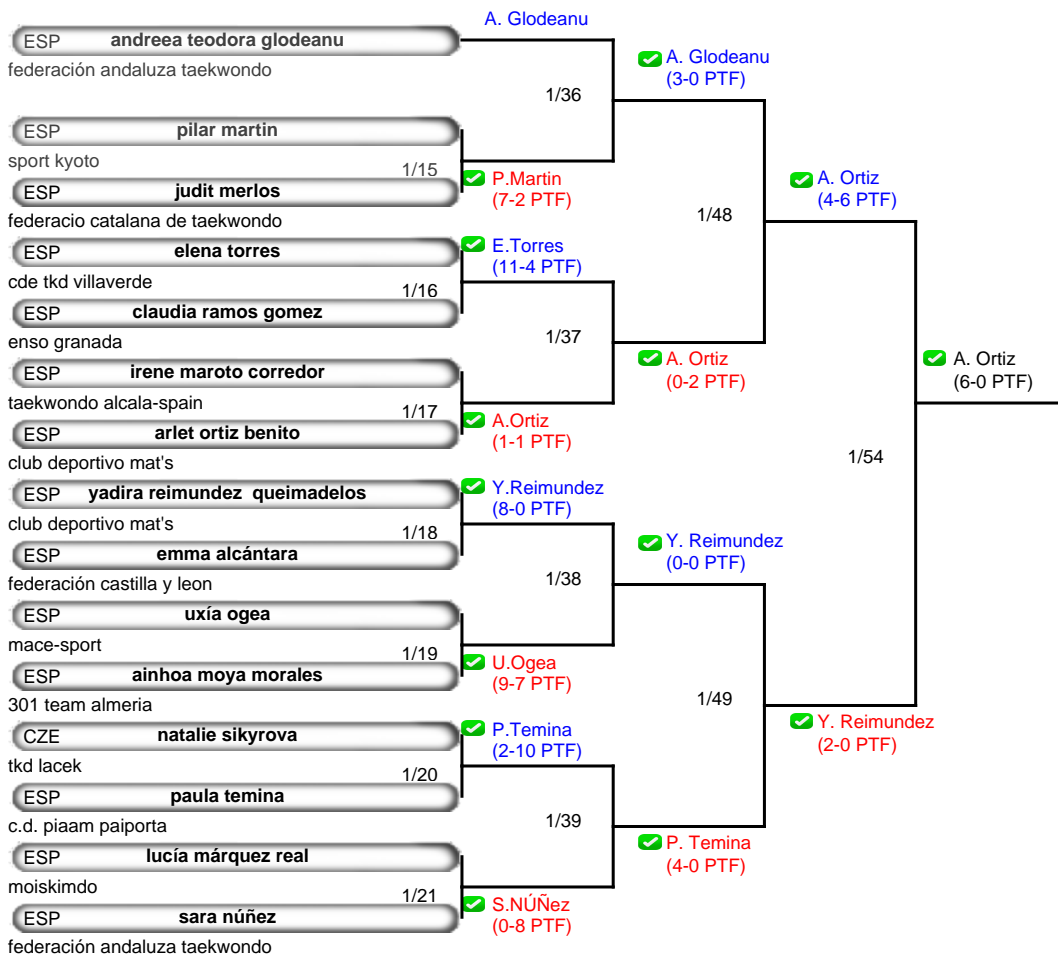 A. Glodeanu
ESP andreea teodora glodeanu
federación andaluza taekwondo
A. Glodeanu
(3-0 PTF)
1/36
ESP pilar martin
sport kyoto
1/15
ESP judit merlos
federacio catalana de taekwondo
P.Martin
(7-2 PTF)
A. Ortiz
(4-6 PTF)
1/48
ESP elena torres
cde tkd villaverde
E.Torres
(11-4 PTF)
1/16
ESP claudia ramos gomez
enso granada
1/37
ESP irene maroto corredor
taekwondo alcala-spain
A. Ortiz
(0-2 PTF)
A. Ortiz
(6-0 PTF)
1/17
ESP arlet ortiz benito
club deportivo mat's
A.Ortiz
(1-1 PTF)
1/54
ESP yadira reimundez queimadelos
club deportivo mat's
Y.Reimundez
(8-0 PTF)
1/18
ESP emma alcántara
federación castilla y leon
Y. Reimundez
(0-0 PTF)
1/38
ESP uxía ogea
mace-sport
1/19
ESP ainhoa moya morales
301 team almeria
U.Ogea
(9-7 PTF)
1/49
ESP
CZE natalie sikyrova
tkd lacek
P.Temina
(2-10 PTF)
Y. Reimundez
(2-0 PTF)
1/20
ESP paula temina
c.d. piaam paiporta
1/39
ESP lucía márquez real
moiskimdo
P. Temina
(4-0 PTF)
1/21
ESP sara núñez
federación andaluza taekwondo
S.NÚÑez
(0-8 PTF)